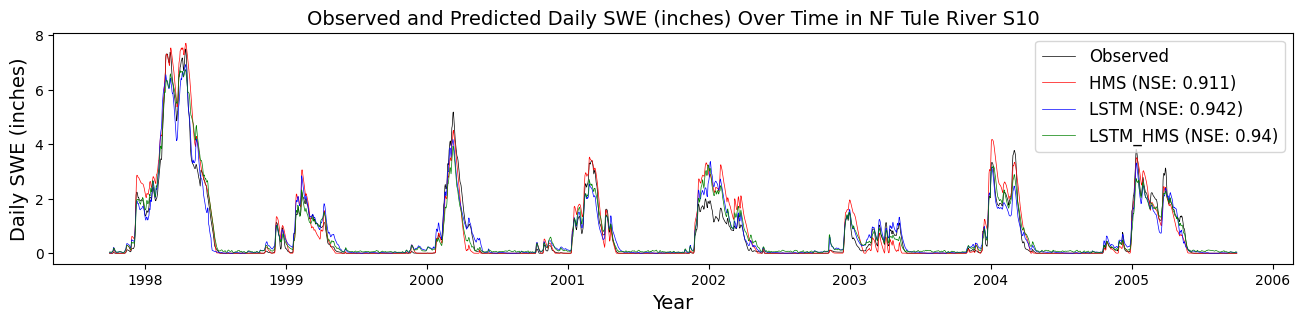 Observed and Predicted Daily SWE (inches) Over Time in NF Tule River S10
Daily SWE (inches)
8
6
4
2
0
Observed
HMS (NSE: 0.911)
LSTM (NSE: 0.942)
LSTM_HMS (NSE: 0.94)
1998 1999 2000 2001 2002 2003 2004 2005 2006
Year